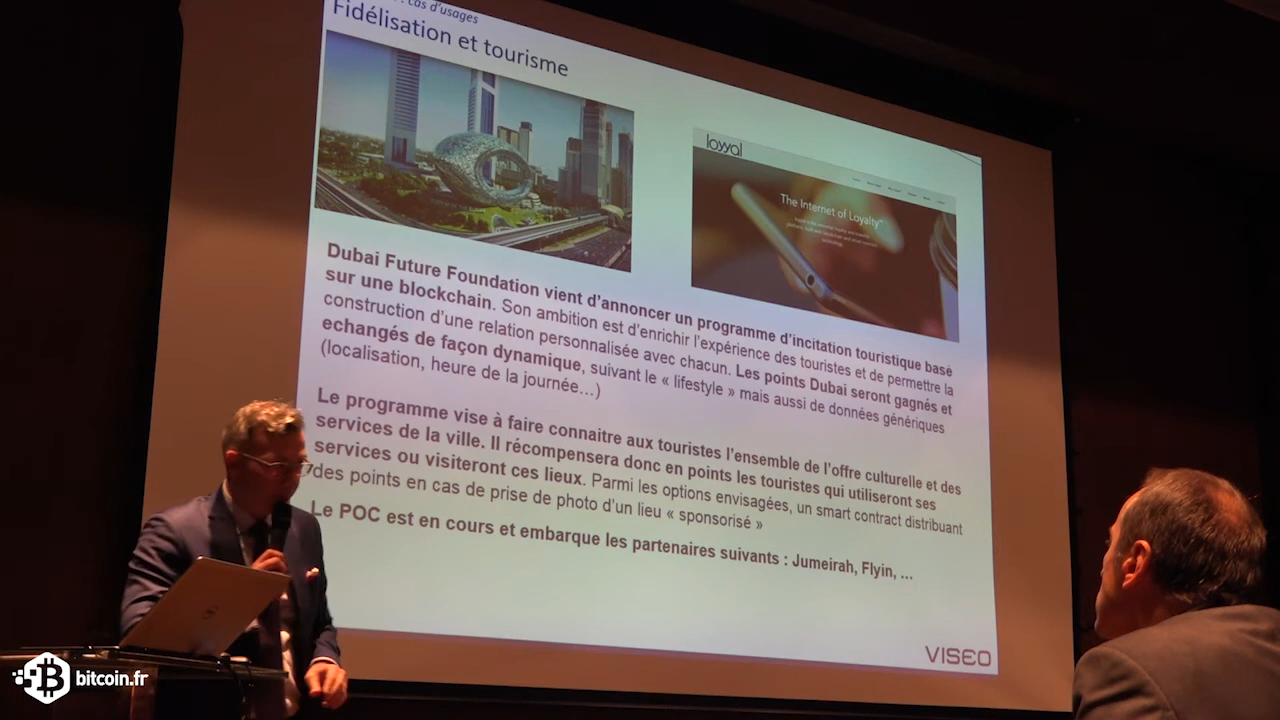 : cas d'usages
Fidélisation et tourisme
loyyal
The Internet of Loyalty™
Dubai Future Foundation vient d'annoncer un programme d'incitation touristique basé
sur une blockchain. Son ambition est d'enrichir l'expérience des touristes et de permettre la
construction d'une relation personnalisée avec chacun. Les points Dubai seront gagnés et
echangés de façon dynamique, suivant le « lifestyle » mais aussi de données génériques
(localisation, heure de la journée…)
Le programme vise à faire connaitre aux touristes l'ensemble de l'offre culturelle et des
services de la ville. Il récompensera donc en points les touristes qui utiliseront ses
services ou visiteront ces lieux. Parmi les options envisagées, un smart contract distribuant
des points en cas de prise de photo d'un lieu « sponsorisé »
Le POC est en cours et embarque les partenaires suivants : Jumeirah, Flyin, ...
VISEO
bitcoin.fr